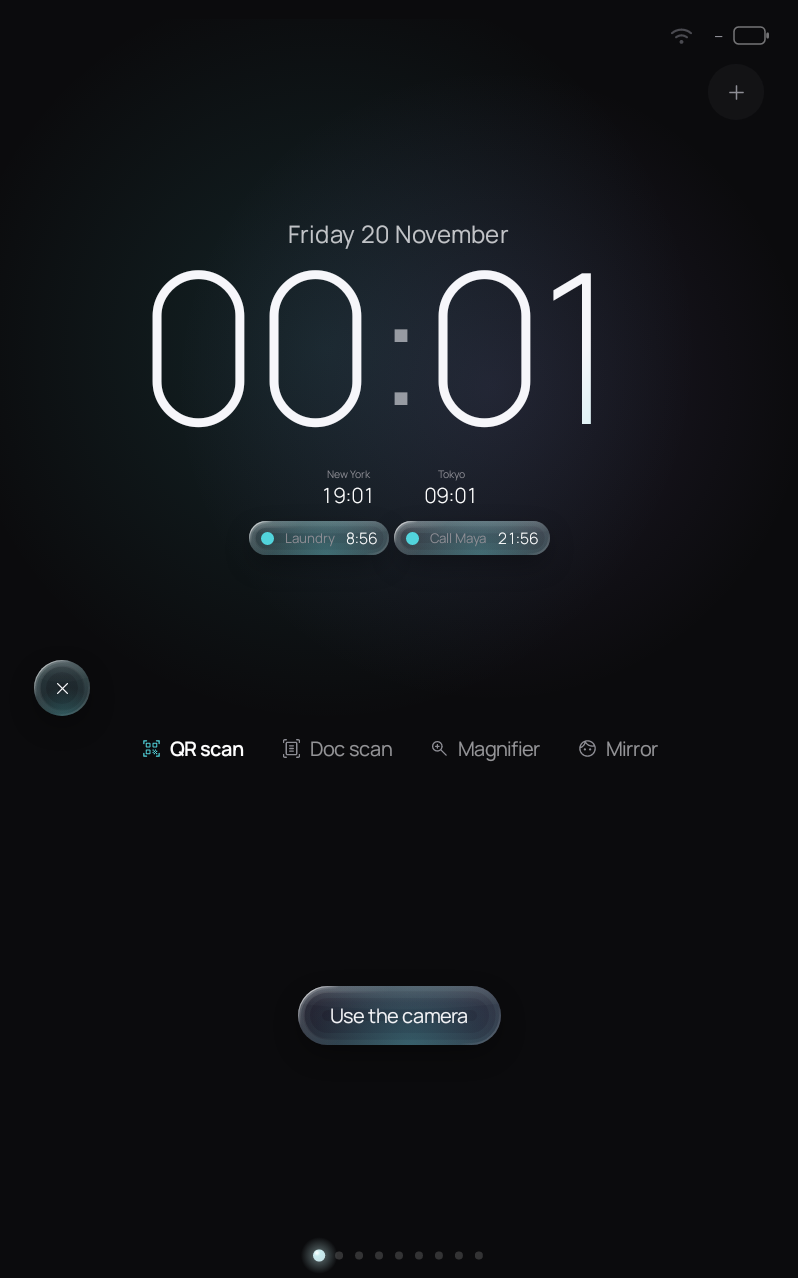 Friday 20 November
00:01
New York Tokyo
19:01 09:01
Laundry 8:56 Call Maya 21:56
QR scan Doc scan Magnifier Mirror
Use the camera